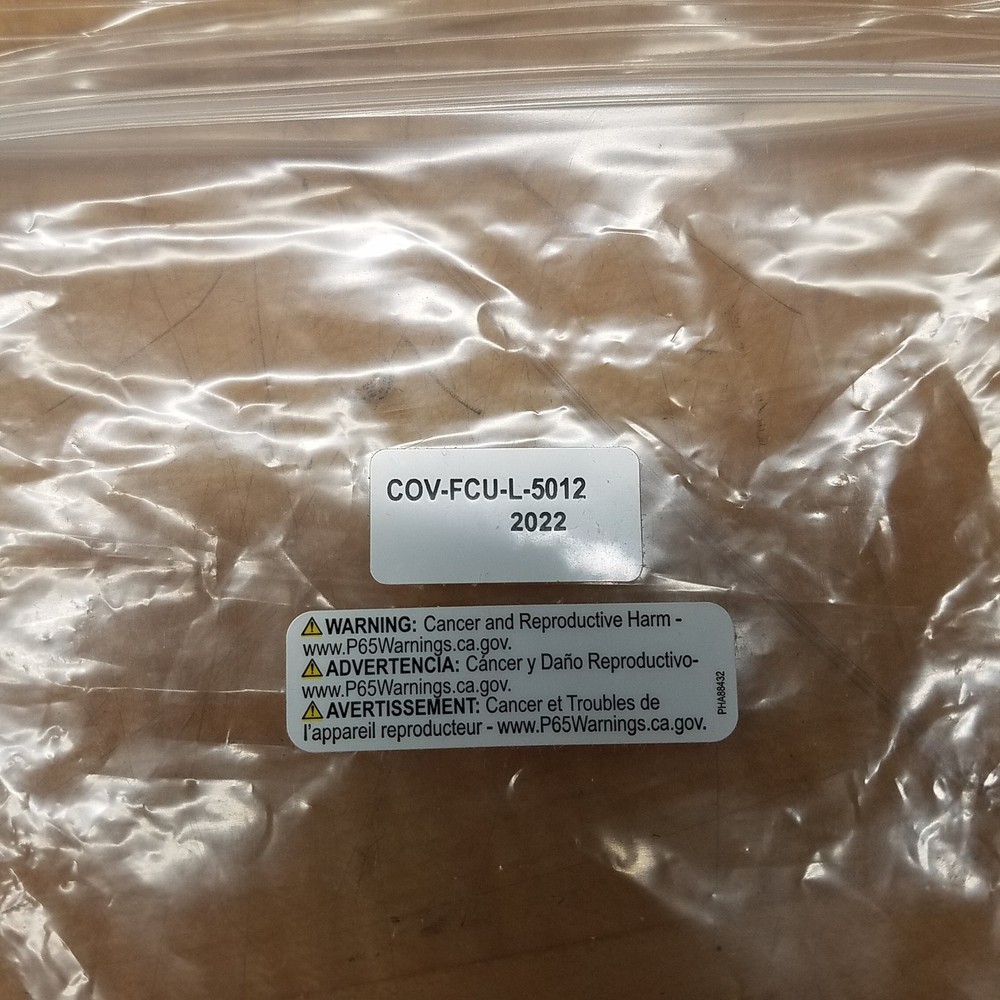 COV-FCU-L-5012
2022
WARNING: Cancer and Reproductive Harm -
www.P65Warnings.ca.gov.
ADVERTENCIA: Cáncer y Daño Reproductivo-
www.P65Warnings.ca.gov.
AVERTISSEMENT: Cancer et Troubles de
l'appareil reproducteur - www.P65Warnings.ca.gov.
PHA88432